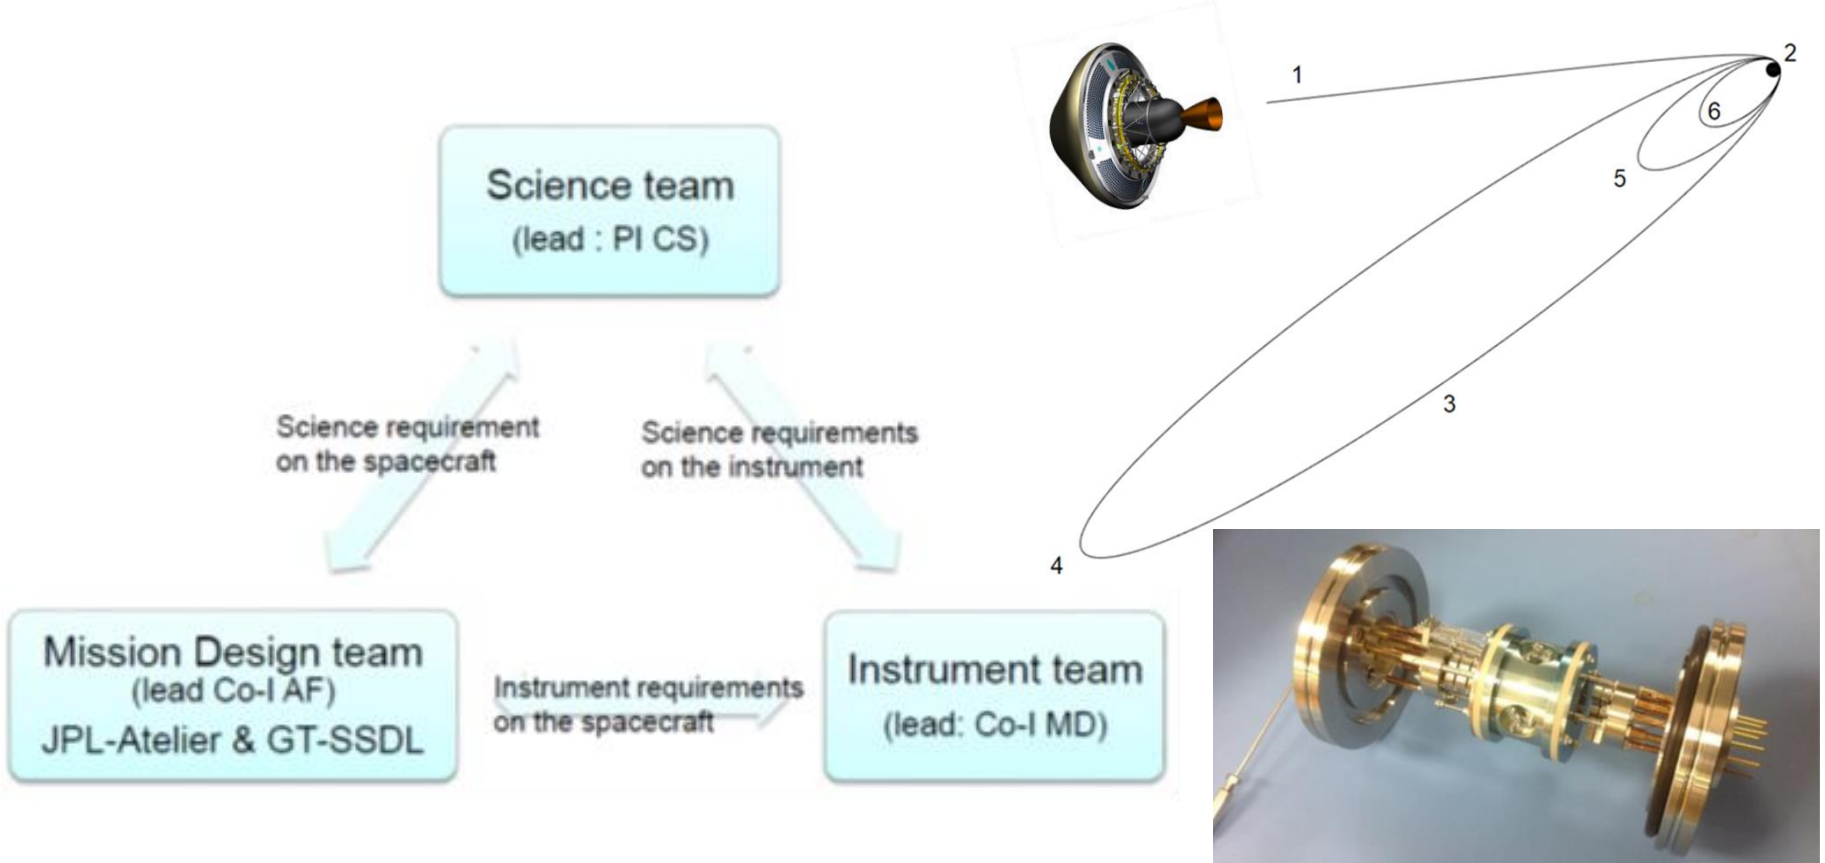 Science team
(lead : PI CS)
Science requirement
on the spacecraft
Science requirements
on the instrument
Mission Design team
(lead Co-I AF)
JPL-Atelier & GT-SSDL
Instrument requirements
on the spacecraft
Instrument team
(lead: Co-I MD)
1
2
6
5
3
4